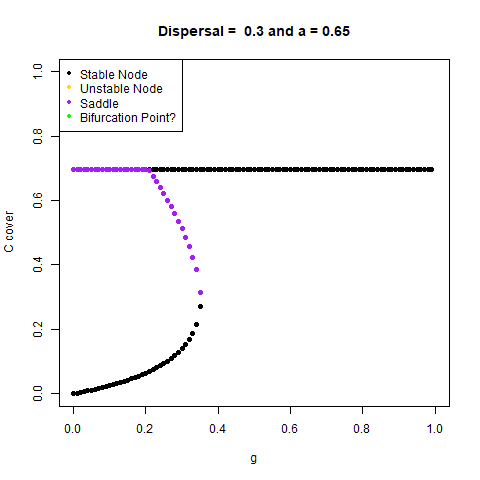 Dispersal =  0.3 and a = 0.65
Stable Node
Unstable Node
Saddle
Bifurcation Point?
C cover
1.0
0.8
0.6
0.4
0.2
0.0
0.0 0.2 0.4 0.6 0.8 1.0
g